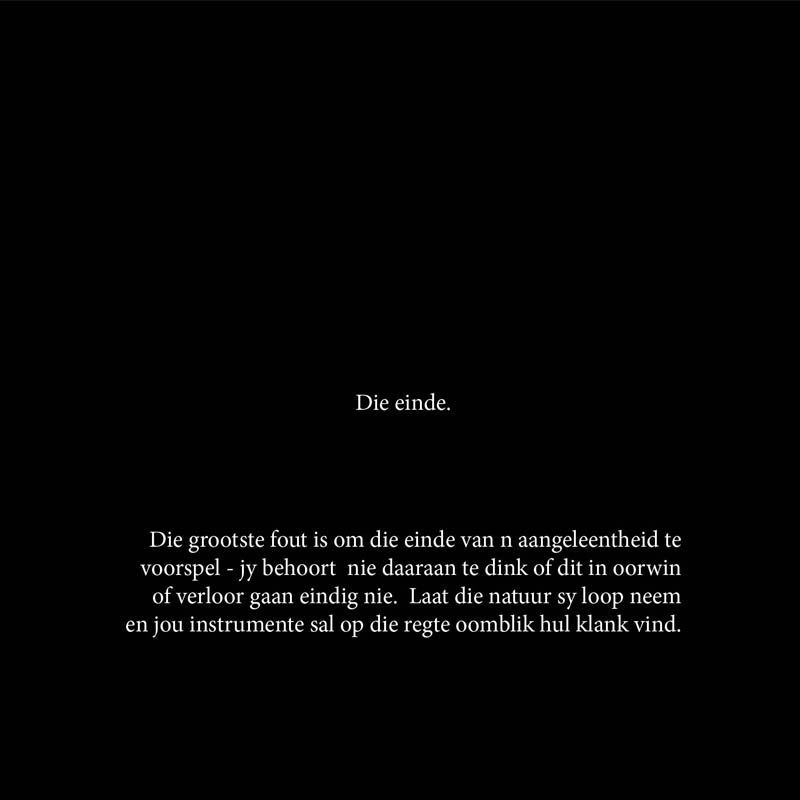 Die einde.
Die grootste fout is om die einde van n aangeleentheid te
voorspel - jy behoort  nie daaraan te dink of dit in oorwin
of verloor gaan eindig nie.  Laat die natuur sy loop neem
en jou instrumente sal op die regte oomblik hul klank vind.